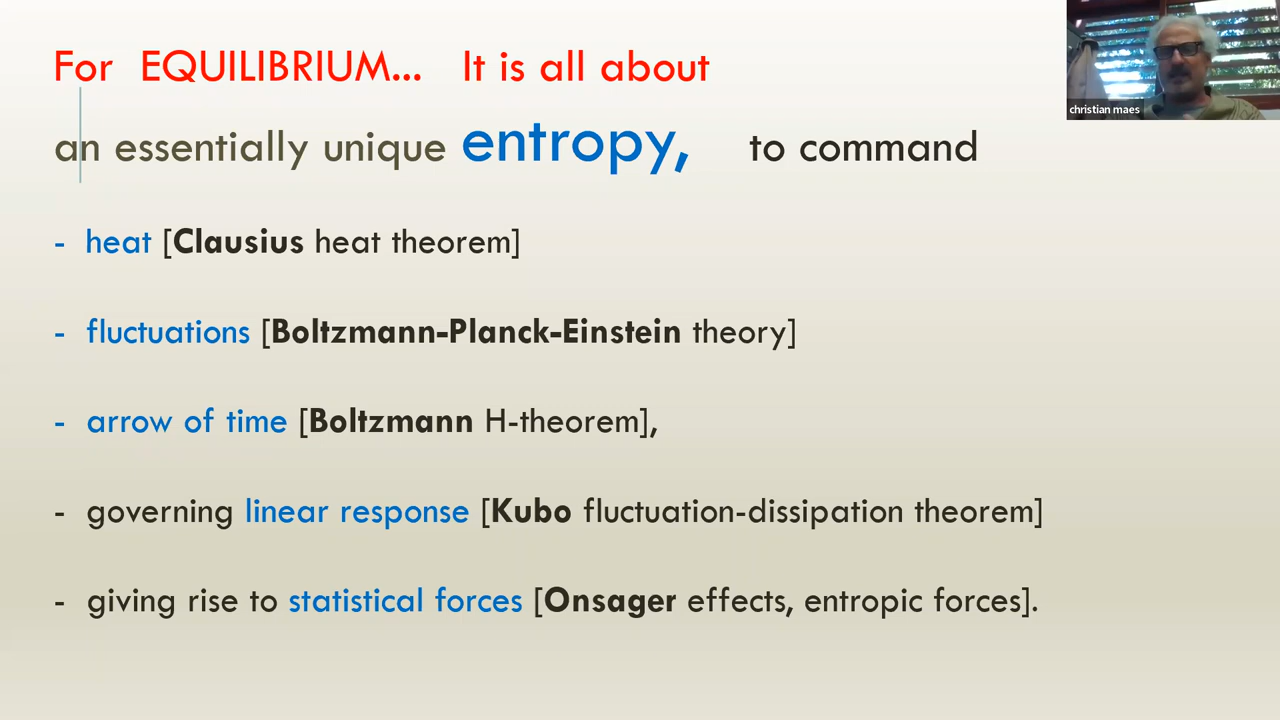 For EQUILIBRIUM... It is all about
an essentially unique entropy, to command
- heat [Clausius heat theorem]
- fluctuations [Boltzmann-Planck-Einstein theory]
- arrow of time [Boltzmann H-theorem],
- governing linear response [Kubo fluctuation-dissipation theorem]
- giving rise to statistical forces [Onsager effects, entropic forces].
christian maes